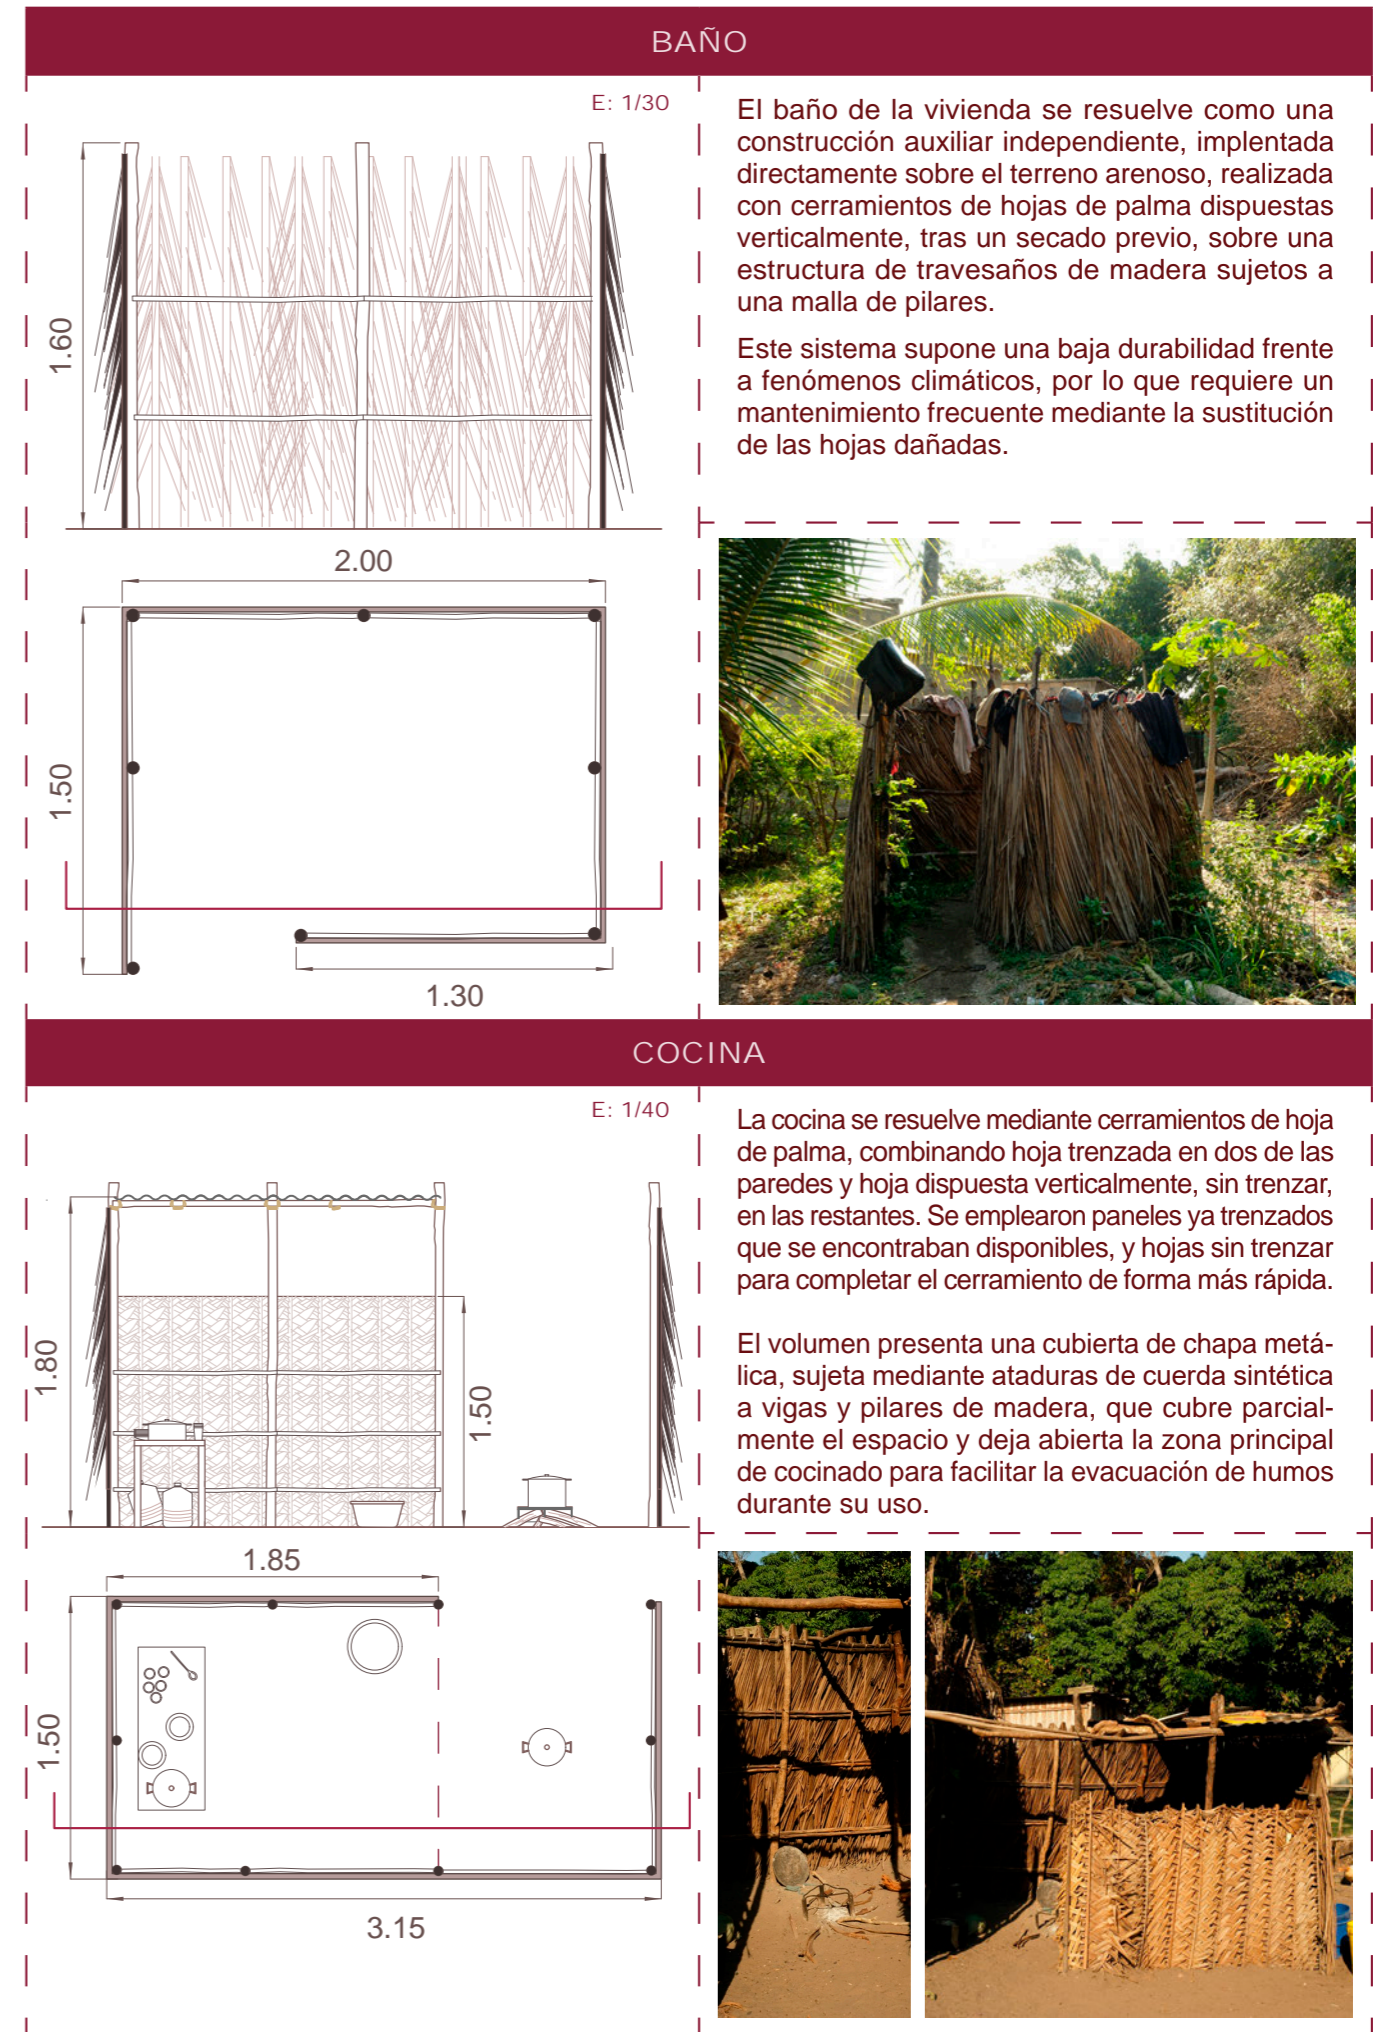 BAÑO
E: 1/30
El baño de la vivienda se resuelve como una
construcción auxiliar independiente, implentada
directamente sobre el terreno arenoso, realizada
con cerramientos de hojas de palma dispuestas
verticalmente, tras un secado previo, sobre una
estructura de travesaños de madera sujetos a
una malla de pilares.
Este sistema supone una baja durabilidad frente
a fenómenos climáticos, por lo que requiere un
mantenimiento frecuente mediante la sustitución
de las hojas dañadas.
1.60
2.00
1.50
1.30
COCINA
E: 1/40
La cocina se resuelve mediante cerramientos de hoja
de palma, combinando hoja trenzada en dos de las
paredes y hoja dispuesta verticalmente, sin trenzar,
en las restantes. Se emplearon paneles ya trenzados
que se encontraban disponibles, y hojas sin trenzar
para completar el cerramiento de forma más rápida.
El volumen presenta una cubierta de chapa metá-
lica, sujeta mediante ataduras de cuerda sintética
a vigas y pilares de madera, que cubre parcial-
mente el espacio y deja abierta la zona principal
de cocinado para facilitar la evacuación de humos
durante su uso.
1.80
1.50
1.85
1.50
3.15